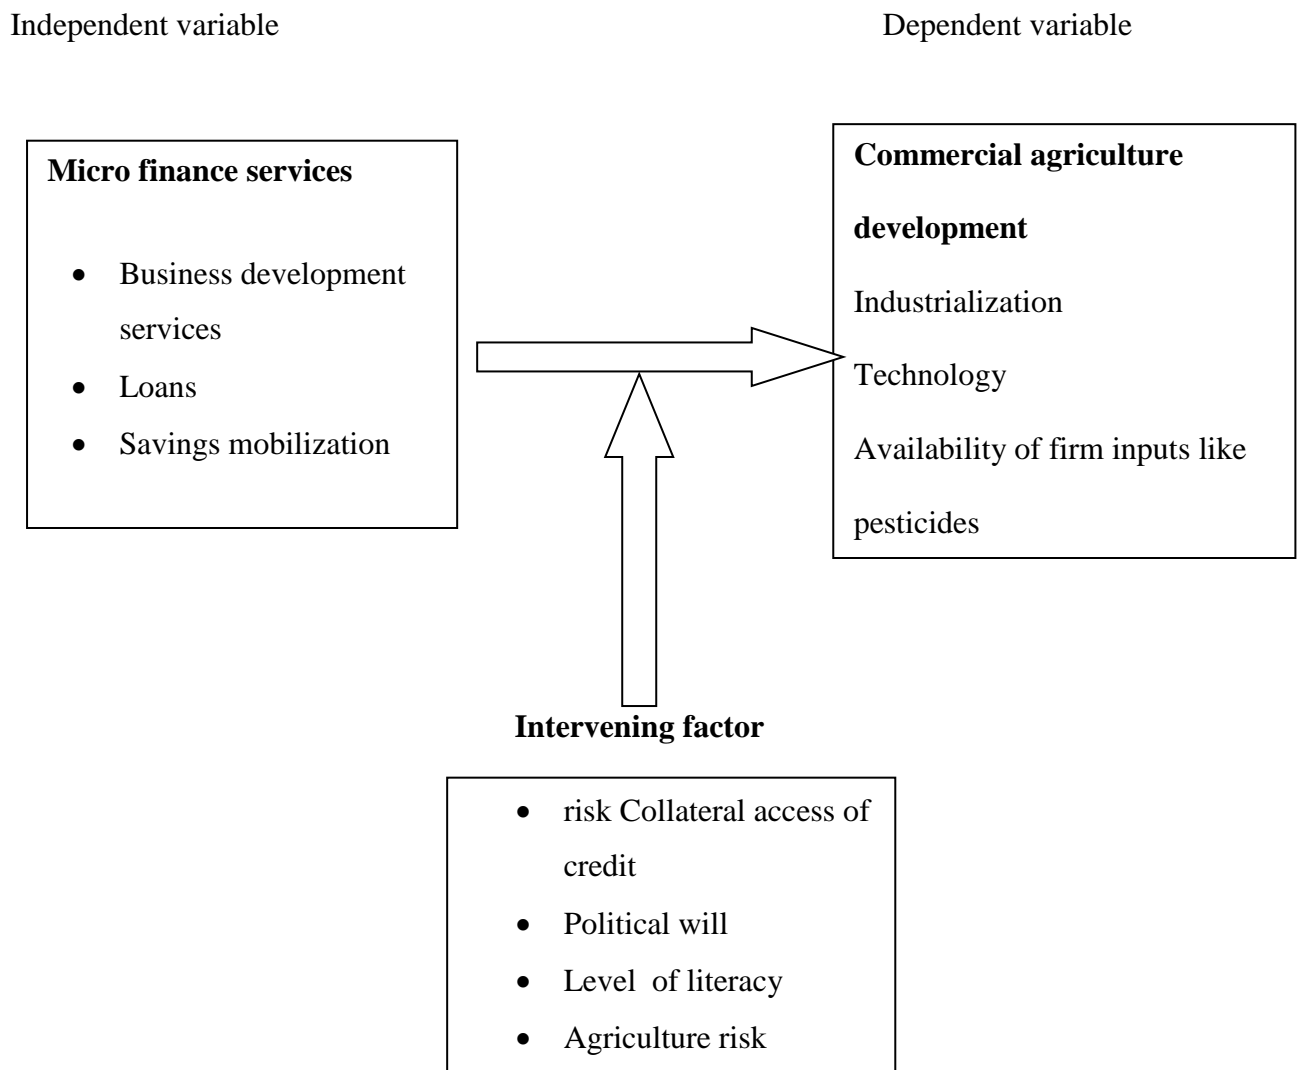 Independent variable
Dependent variable
Micro finance services
• Business development
services
• Loans
• Savings mobilization
Commercial agriculture
development
Industrialization
Technology
Availability of firm inputs like
pesticides
Intervening factor
• risk Collateral access of
credit
• Political will
• Level  of literacy
• Agriculture risk